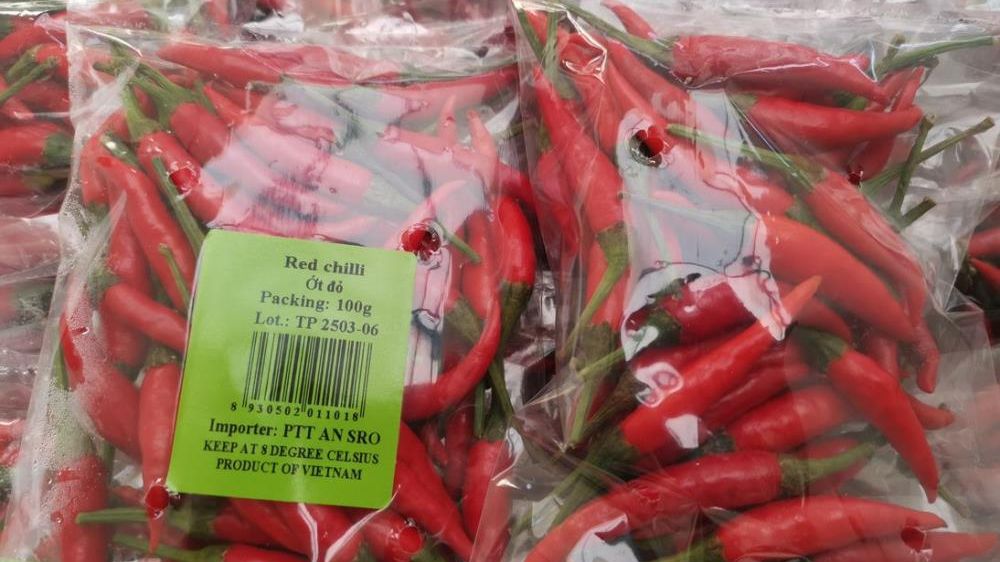 Red chilli
Ớt đỏ
Packing: 100g
Lot.: TP 2503-06
8 930502 011018
Importer: PTT AN SRO
KEEP AT 8 DEGREE CELSIUS
PRODUCT OF VIETNAM